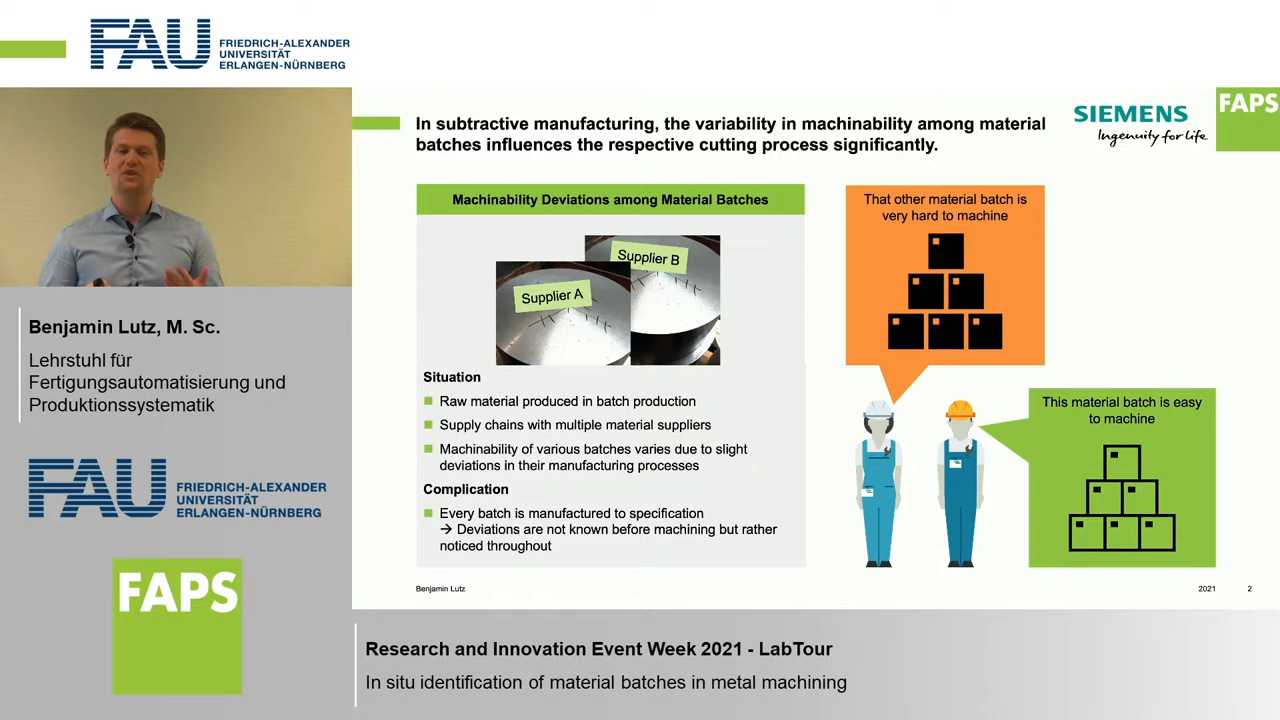 FAU
FRIEDRICH-ALEXANDER
UNIVERSITÄT
ERLANGEN-NÜRNBERG
SIEMENS
Ingenuity for life
FAPS
In subtractive manufacturing, the variability in machinability among material
batches influences the respective cutting process significantly.
Machinability Deviations among Material Batches
Supplier A
Supplier B
Situation
Raw material produced in batch production
Supply chains with multiple material suppliers
Machinability of various batches varies due to slight
deviations in their manufacturing processes
Complication
Every batch is manufactured to specification
→ Deviations are not known before machining but rather
noticed throughout
That other material batch is
very hard to machine
This material batch is easy
to machine
Benjamin Lutz
2021
2
Benjamin Lutz, M. Sc.
Lehrstuhl für
Fertigungsautomatisierung und
Produktionssystematik
FAU
FRIEDRICH-ALEXANDER
UNIVERSITÄT
ERLANGEN-NÜRNBERG
FAPS
Research and Innovation Event Week 2021 - LabTour
In situ identification of material batches in metal machining